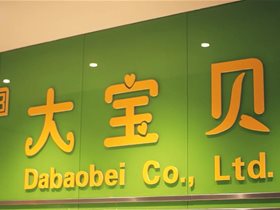 大宝贝
Dabaobei Co., Ltd.